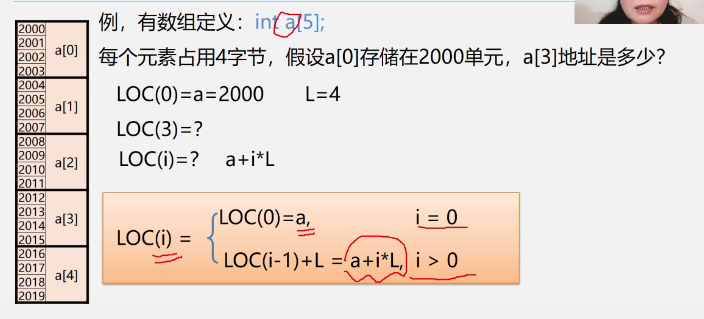 例，有数组定义：int a[5];
每个元素占用4字节，假设a[0]存储在2000单元，a[3]地址是多少？
LOC(0)=a=2000 L=4
LOC(3)=?
LOC(i)=? a+i*L
LOC(i) =
LOC(0)=a, i = 0
LOC(i-1)+L = a+i*L, i > 0
2000
2001
2002
2003
a[0]
2004
2005
2006
2007
a[1]
2008
2009
2010
2011
a[2]
2012
2013
2014
2015
a[3]
2016
2017
2018
2019
a[4]